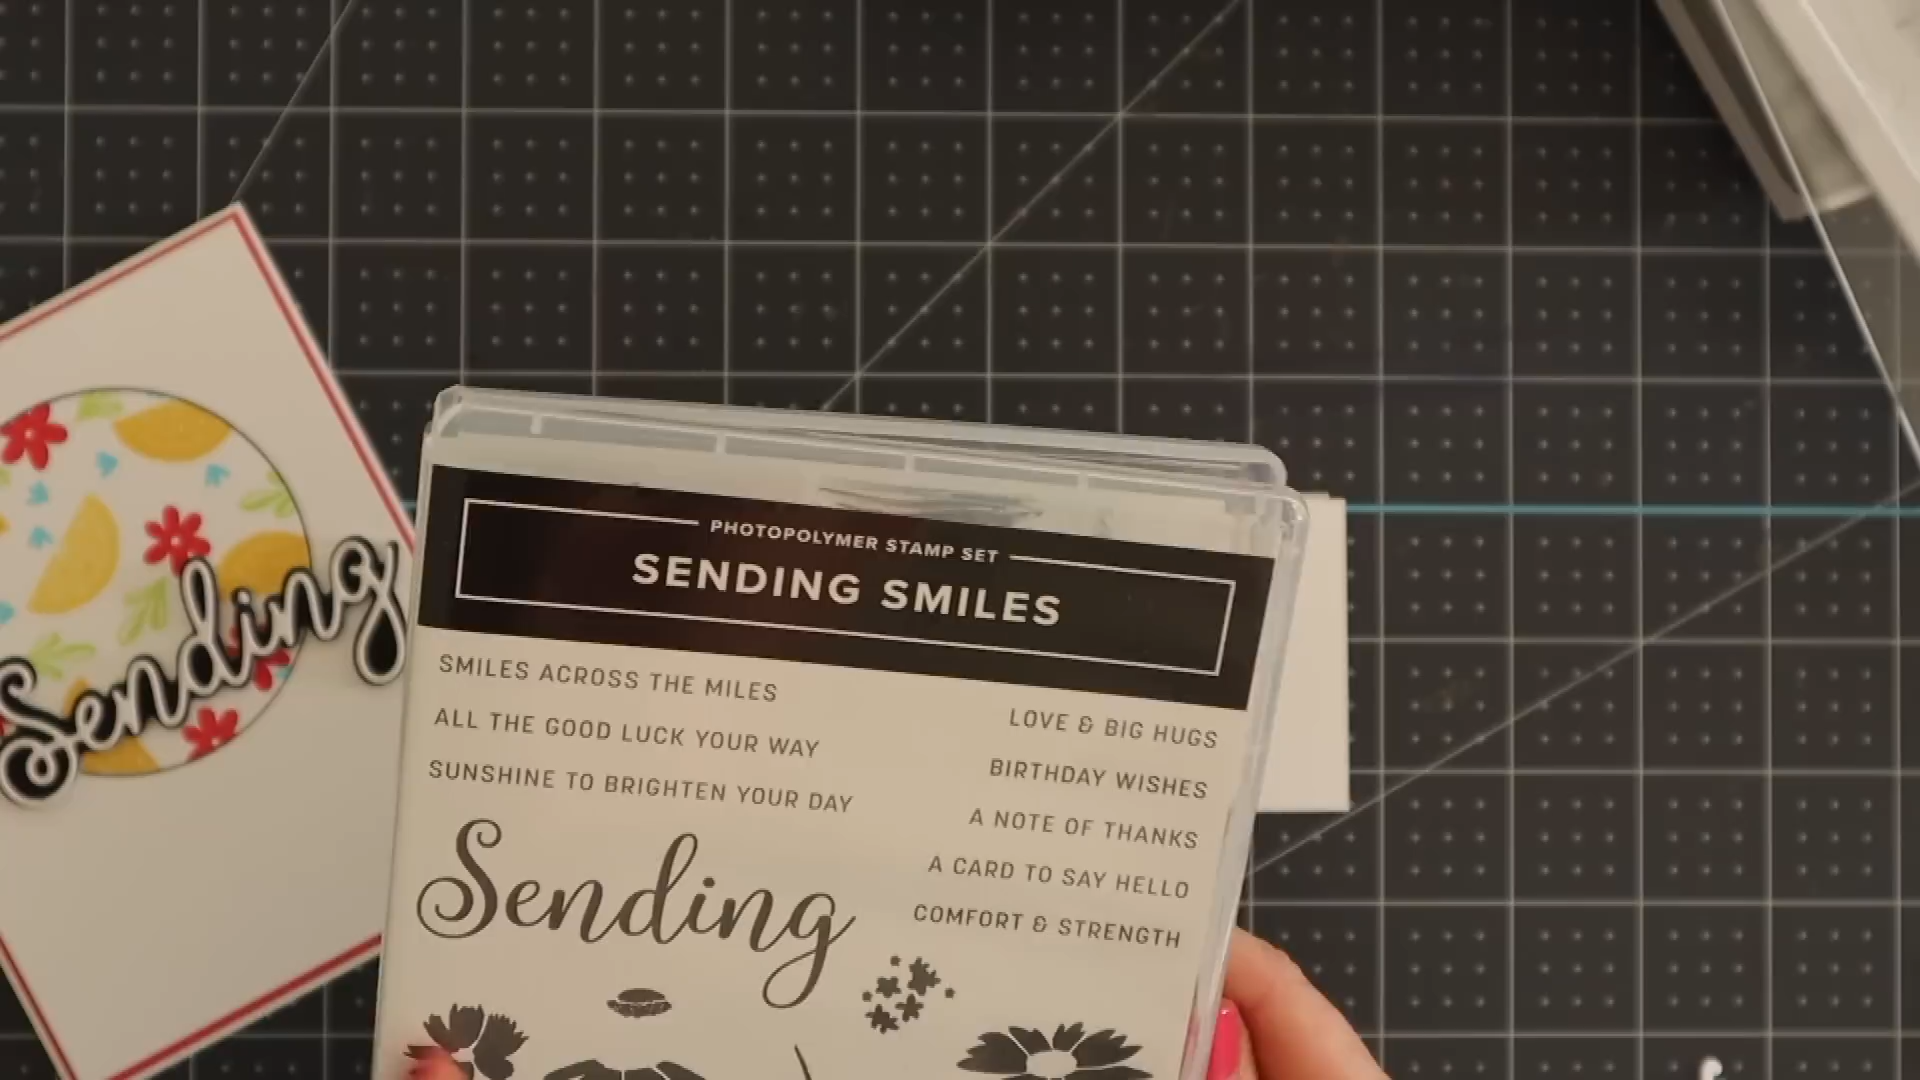 Sending
PHOTOPOLYMER STAMP SET
SENDING SMILES
SMILES ACROSS THE MILES
ALL THE GOOD LUCK YOUR WAY
SUNSHINE TO BRIGHTEN YOUR DAY
LOVE & BIG HUGS
BIRTHDAY WISHES
A NOTE OF THANKS
A CARD TO SAY HELLO
COMFORT & STRENGTH
Sending